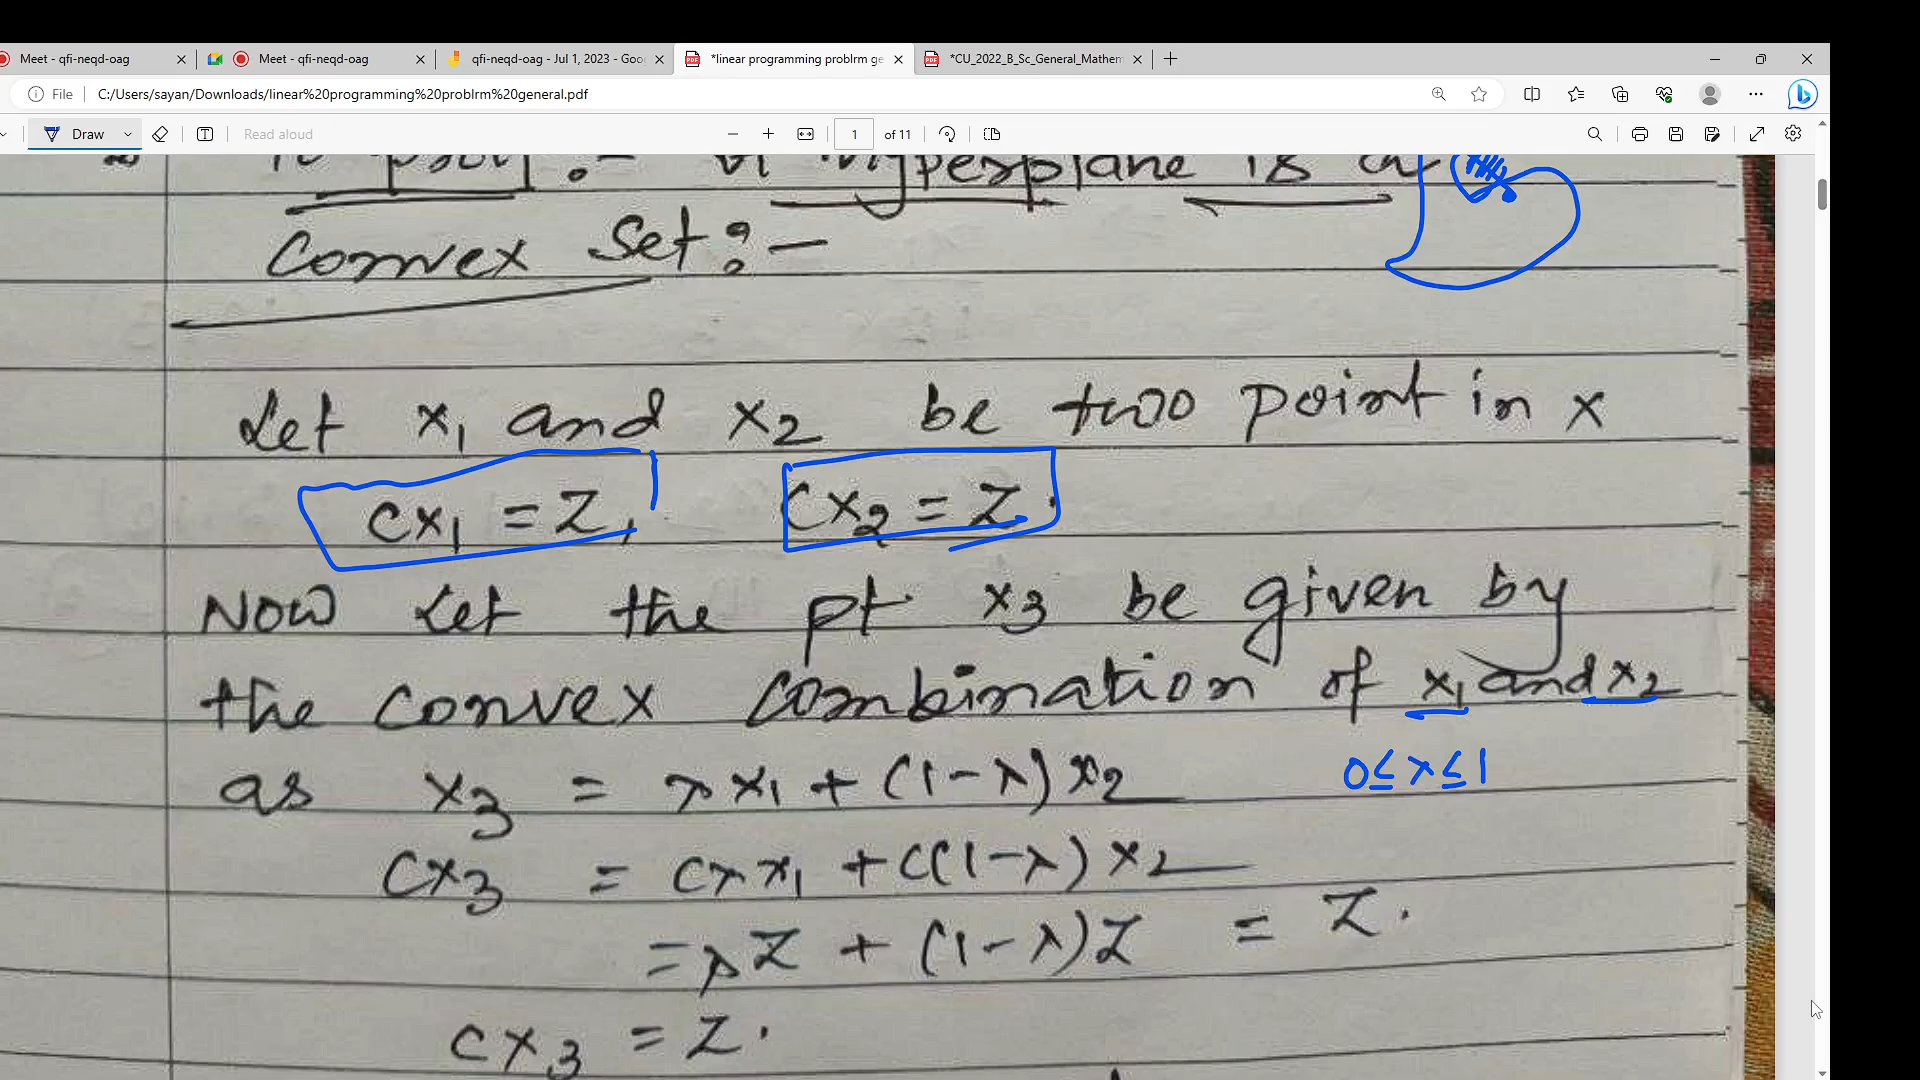 Meet - qfi-neqd-oag
Meet - qfi-neqd-oag
qfi-neqd-oag - Jul 1, 2023 - Goo
*linear programming problrm ge
*CU_2022_B_Sc_General_Mathem
File C:/Users/sayan/Downloads/linear%20programming%20problrm%20general.pdf
Draw Read aloud 1 of 11
hyperplane is a
Convex Set:-
Let x₁ and x₂ be two point in x
cx₁ = Z, cx₂ = Z.
Now Let the pt x₃ be given by
the convex combination of x₁ and x₂
as x₃ = λx₁ + (1-λ)x₂ 0≤λ≤1
cx₃ = cλx₁ + c(1-λ)x₂
= λZ + (1-λ)Z = Z.
cx₃ = Z.